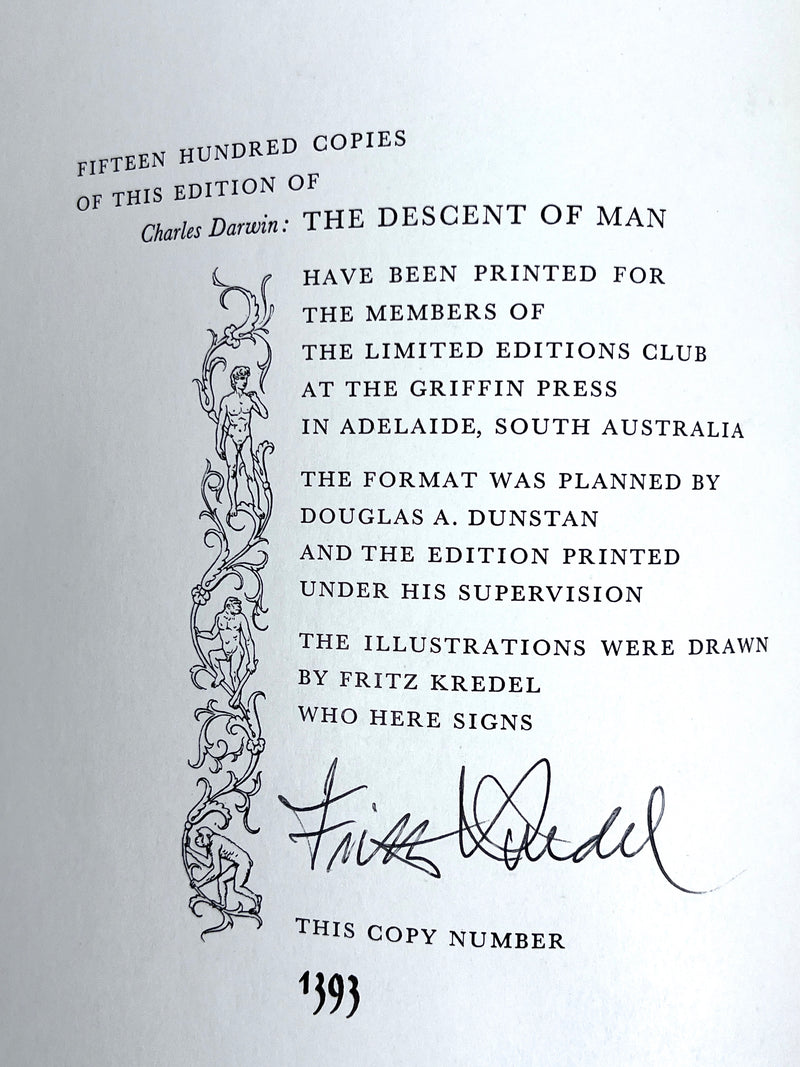 FIFTEEN HUNDRED COPIES
OF THIS EDITION OF
Charles Darwin: THE DESCENT OF MAN
HAVE BEEN PRINTED FOR
THE MEMBERS OF
THE LIMITED EDITIONS CLUB
AT THE GRIFFIN PRESS
IN ADELAIDE, SOUTH AUSTRALIA
THE FORMAT WAS PLANNED BY
DOUGLAS A. DUNSTAN
AND THE EDITION PRINTED
UNDER HIS SUPERVISION
THE ILLUSTRATIONS WERE DRAWN
BY FRITZ KREDEL
WHO HERE SIGNS
Fritz Kredel
THIS COPY NUMBER
1393